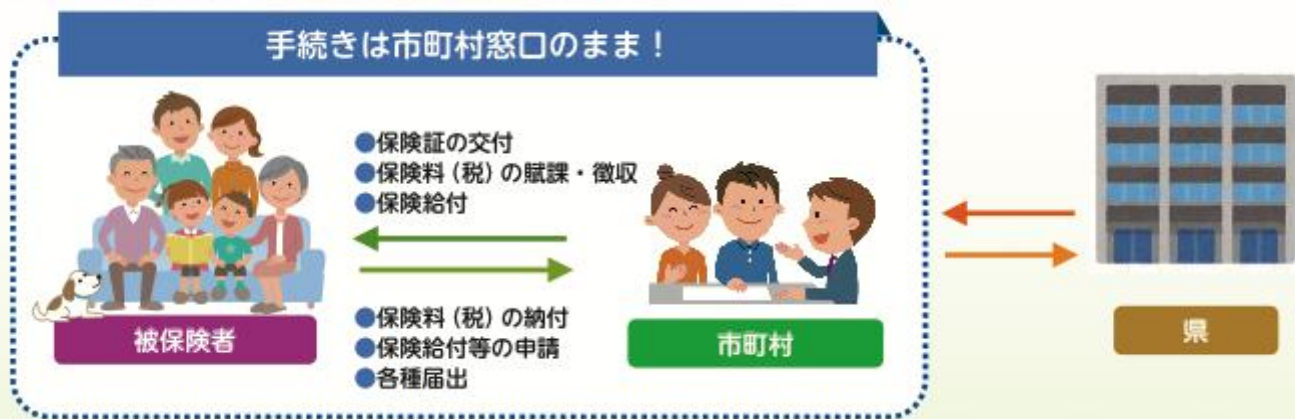 手続きは市町村窓口のまま！
●保険証の交付
●保険料（税）の賦課・徴収
●保険給付
●保険料（税）の納付
●保険給付等の申請
●各種届出
被保険者
市町村
県